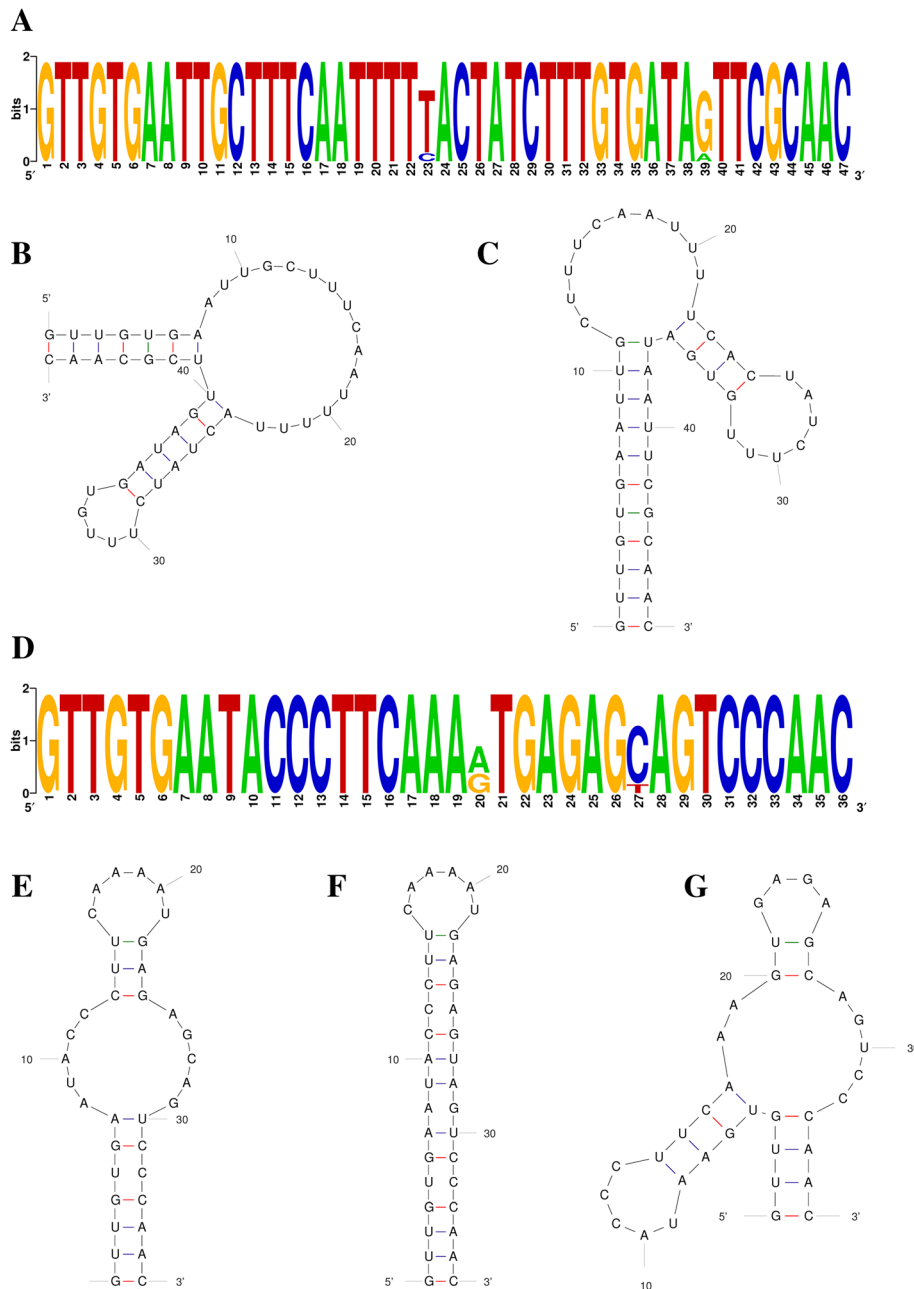 A
2
bits
1
0
GTTGTGAATTGCTTTCAATTTTTACTATCTTTGTGATAGTTCGCAAC
C A
5′ 1 2 3 4 5 6 7 8 9 10 11 12 13 14 15 16 17 18 19 20 21 22 23 24 25 26 27 28 29 30 31 32 33 34 35 36 37 38 39 40 41 42 43 44 45 46 47 3′
B
5'
GUUGUGAAUUGCUUUCAAUUUUUACUAUCUUUGUGAUAGUUCGCAAC
3'
10
20
30
40
C
5'
GUUGUGAAUUGCUUUCAAUUUUCACUAUCUUUGUGAUAAUUCGCAAC
3'
10
20
30
40
D
2
bits
1
0
GTTGTGAATACCCTTCAAAATGAGAGCAGTCCCAAC
G T
5′ 1 2 3 4 5 6 7 8 9 10 11 12 13 14 15 16 17 18 19 20 21 22 23 24 25 26 27 28 29 30 31 32 33 34 35 36 3′
E
GUUGUGAAUACCCUUCAAAAUGAGAGCAGUCCCAAC
3'
10
20
30
F
5'
GUUGUGAAUACCCUUCAAAAUGAGAGUAGUCCCAAC
3'
10
20
30
G
5'
GUUGUGAAUACCCUUCAAAGUGAGAGCAGUCCCAAC
3'
10
20